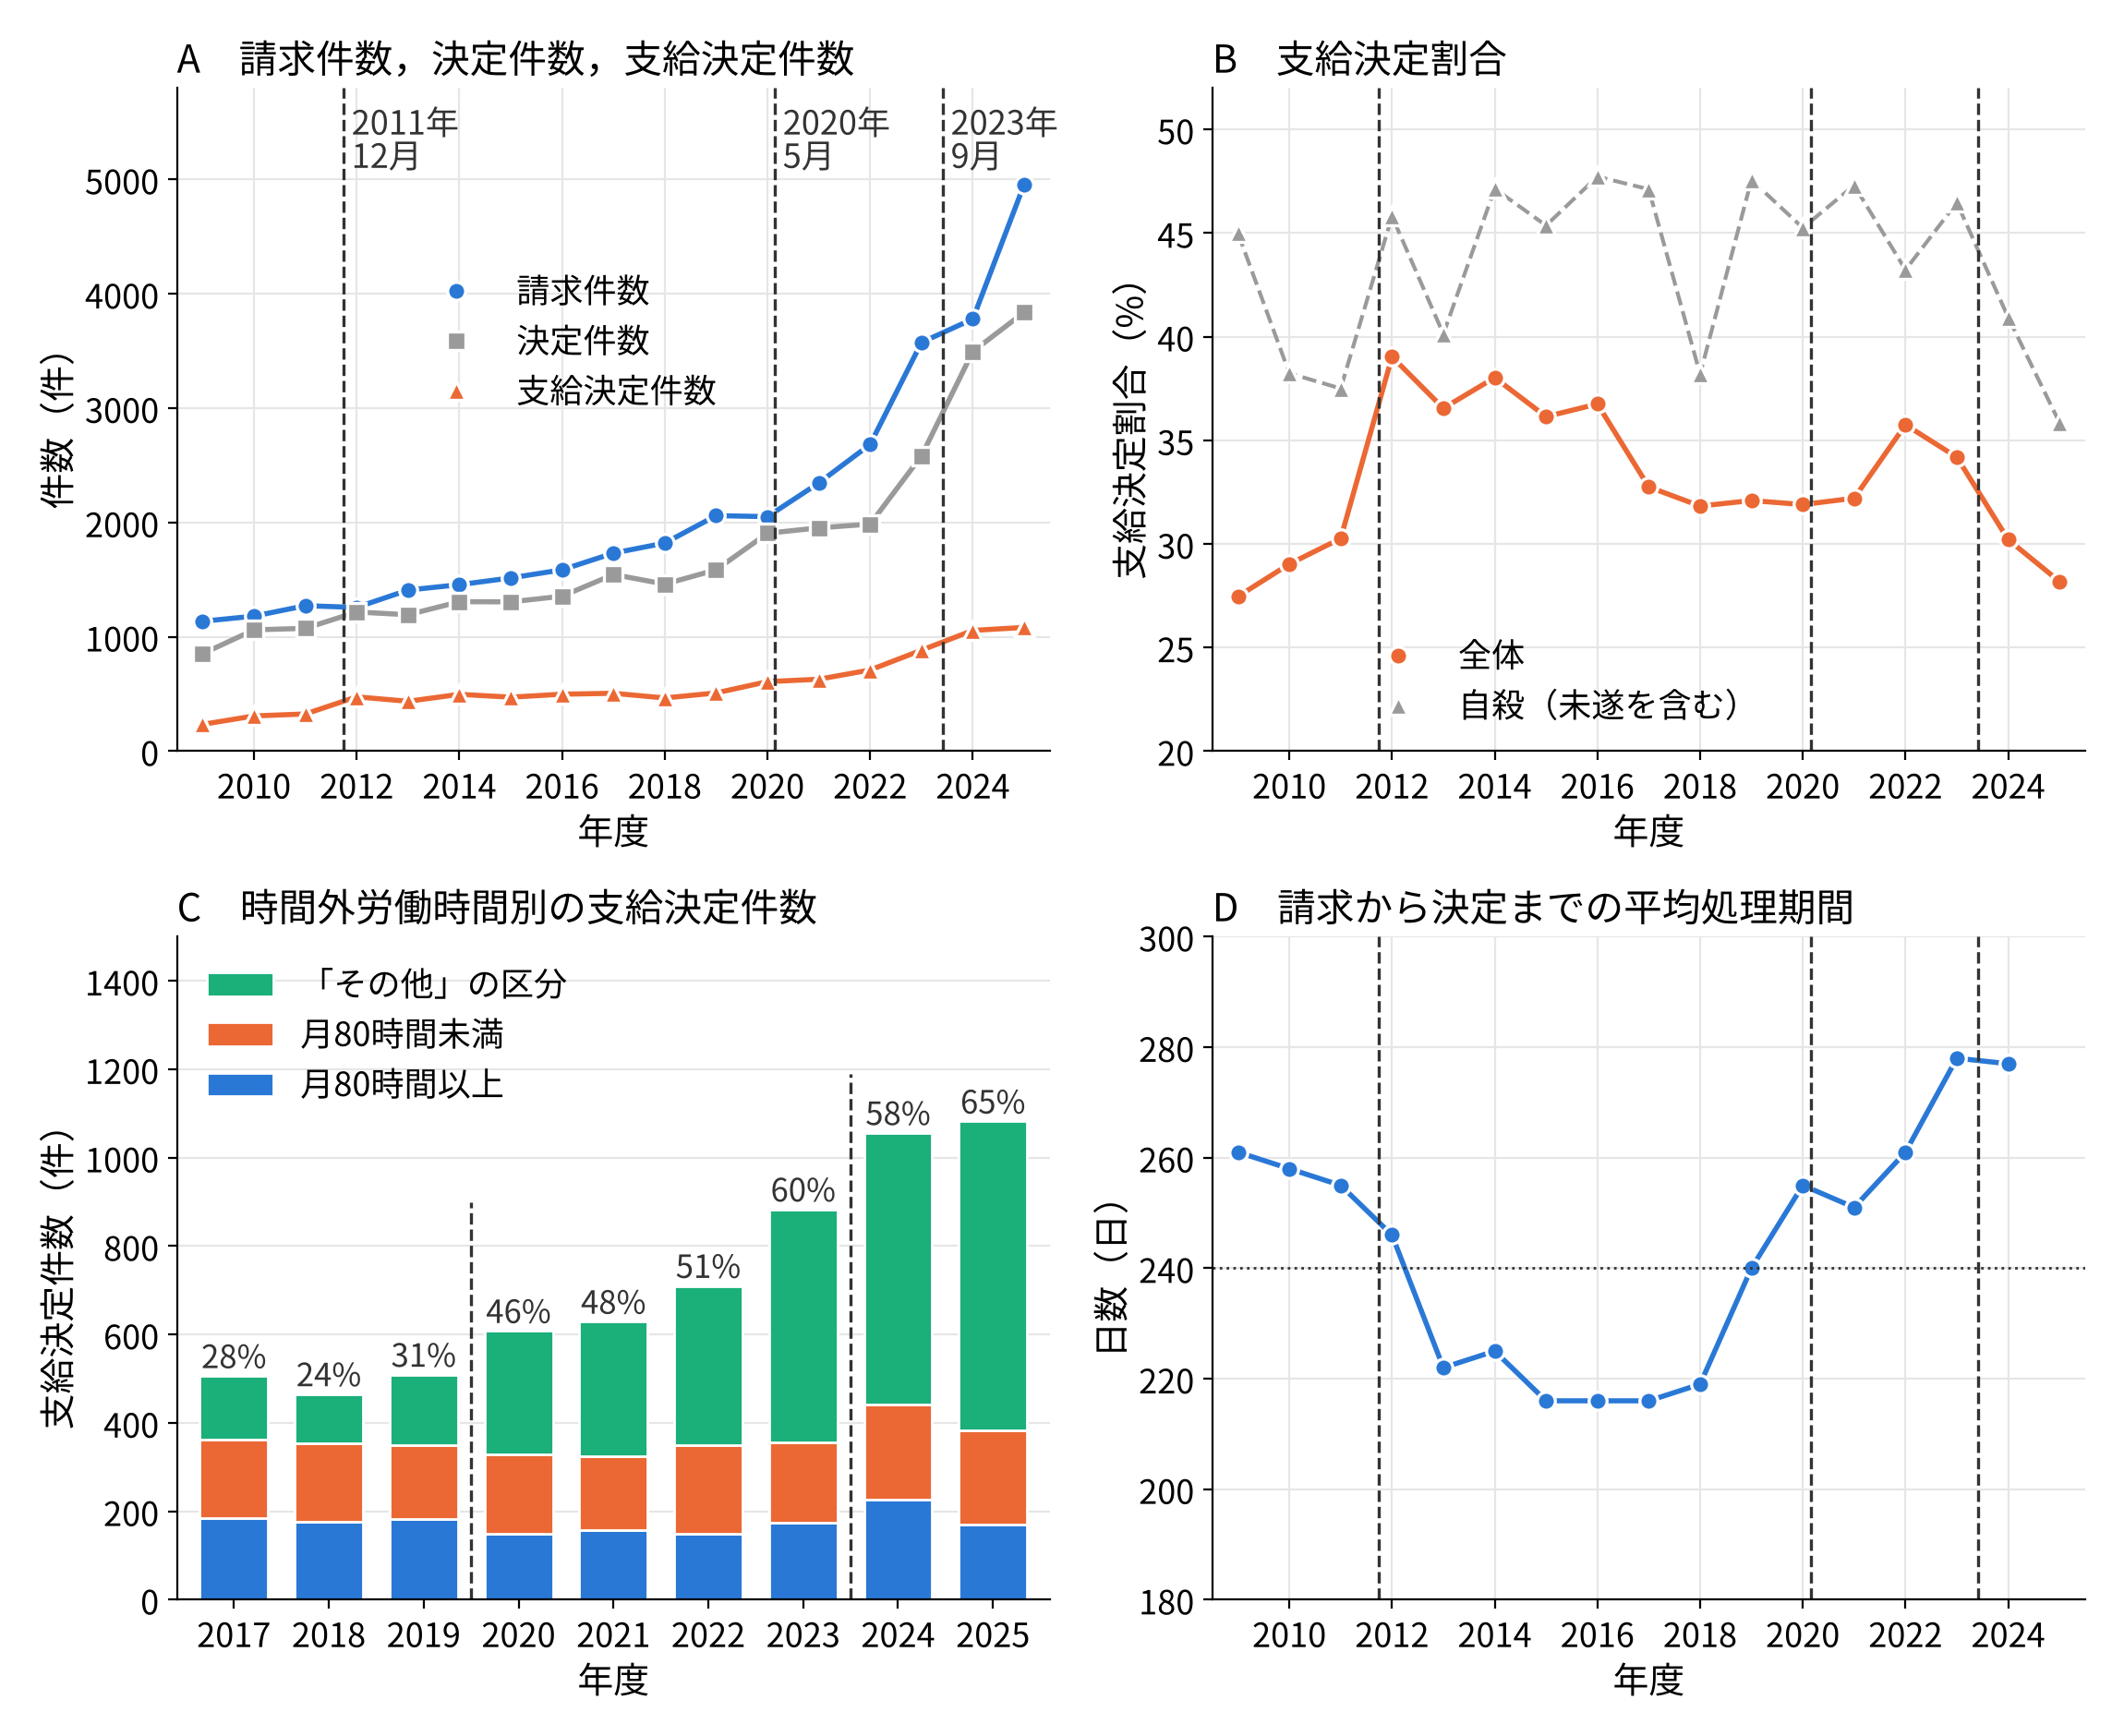 A 請求件数，決定件数，支給決定件数
2011年
12月
2020年
5月
2023年
9月
請求件数
決定件数
支給決定件数
件数（件）
5000
4000
3000
2000
1000
0
2010 2012 2014 2016 2018 2020 2022 2024
年度
B 支給決定割合
支給決定割合（%）
50
45
40
35
30
25
20
全体
自殺（未遂を含む）
2010 2012 2014 2016 2018 2020 2022 2024
年度
C 時間外労働時間別の支給決定件数
「その他」の区分
月80時間未満
月80時間以上
支給決定件数（件）
1400
1200
1000
800
600
400
200
0
28% 24% 31% 46% 48% 51% 60% 58% 65%
2017 2018 2019 2020 2021 2022 2023 2024 2025
年度
D 請求から決定までの平均処理期間
日数（日）
300
280
260
240
220
200
180
2010 2012 2014 2016 2018 2020 2022 2024
年度